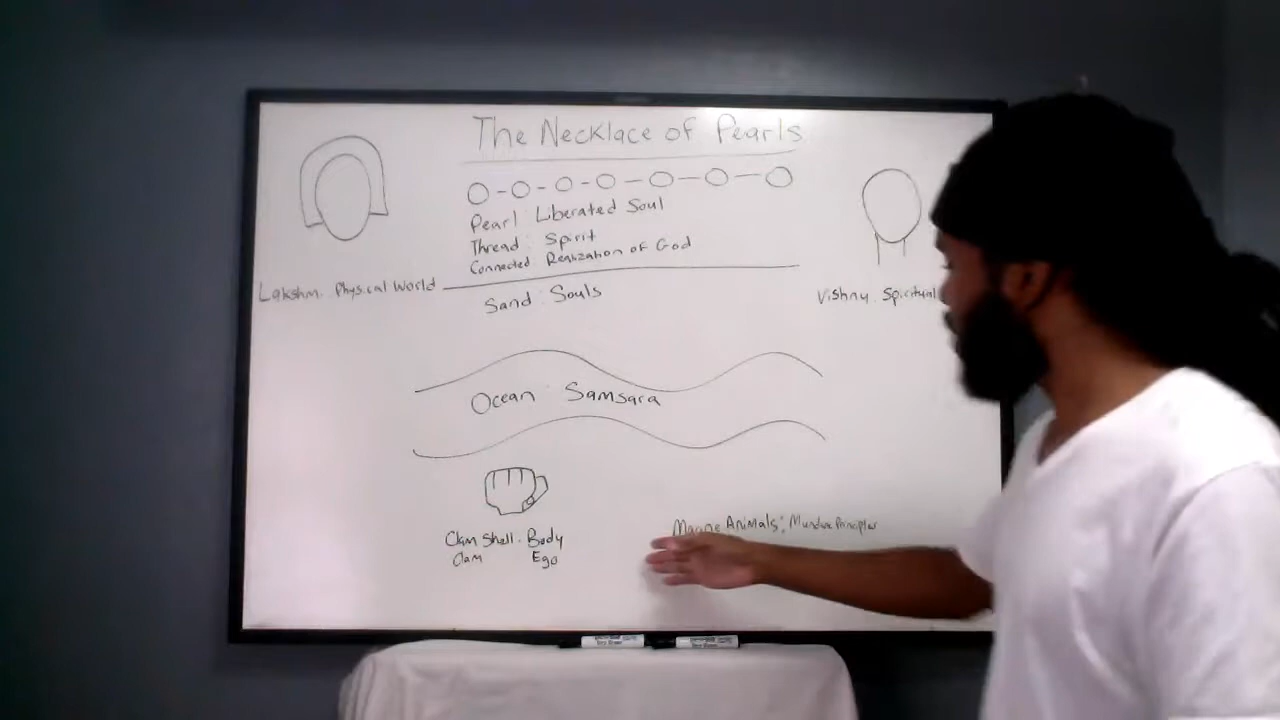 The Necklace of Pearls
Pearl : Liberated Soul
Thread : Spirit
Connected : Realization of God
Lakshmi : Physical World
Vishnu : Spiritual
Sand : Souls
Ocean : Samsara
Clam Shell : Body
Clam Ego
Marine Animals : Mundane Principles